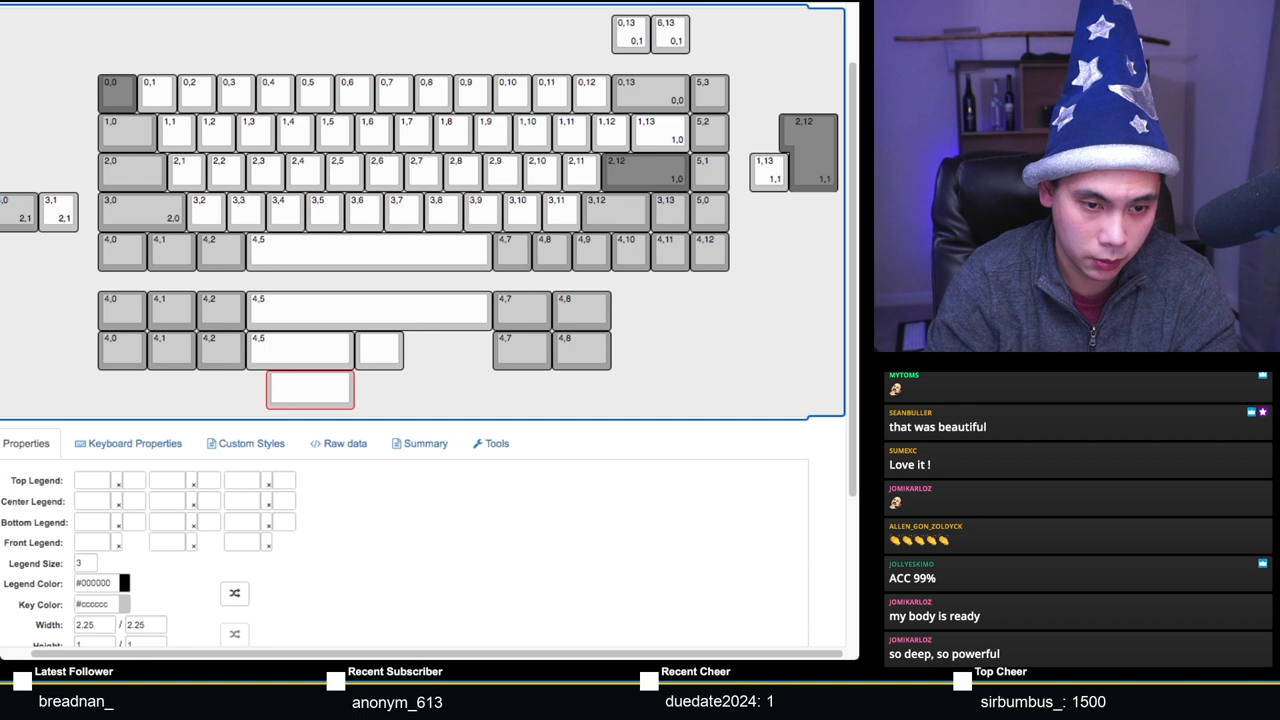 0,13 6,13
0,1 0,1
0,0 0,1 0,2 0,3 0,4 0,5 0,6 0,7 0,8 0,9 0,10 0,11 0,12 0,13 5,3
0,0
1,0 1,1 1,2 1,3 1,4 1,5 1,6 1,7 1,8 1,9 1,10 1,11 1,12 1,13 5,2 2,12
1,0
2,0 2,1 2,2 2,3 2,4 2,5 2,6 2,7 2,8 2,9 2,10 2,11 2,12 5,1 1,13
1,0 1,1 1,1
,0 3,1 3,0 3,2 3,3 3,4 3,5 3,6 3,7 3,8 3,9 3,10 3,11 3,12 3,13 5,0
2,1 2,1 2,0
4,0 4,1 4,2 4,5 4,7 4,8 4,9 4,10 4,11 4,12
4,0 4,1 4,2 4,5 4,7 4,8
4,0 4,1 4,2 4,5 4,7 4,8
Properties Keyboard Properties Custom Styles </> Raw data Summary Tools
Top Legend:
Center Legend:
Bottom Legend:
Front Legend:
Legend Size: 3
Legend Color: #000000
Key Color: #cccccc
Width: 2.25 / 2.25
Height: 1 / 1
MYTOMS
SEANBULLER
that was beautiful
SUMEXC
Love it !
JOMIKARLOZ
ALLEN_GON_ZOLDYCK
JOLLYESKIMO
ACC 99%
JOMIKARLOZ
my body is ready
JOMIKARLOZ
so deep, so powerful
Latest Follower
breadnan_
Recent Subscriber
anonym_613
Recent Cheer
duedate2024: 1
Top Cheer
sirbumbus_: 1500